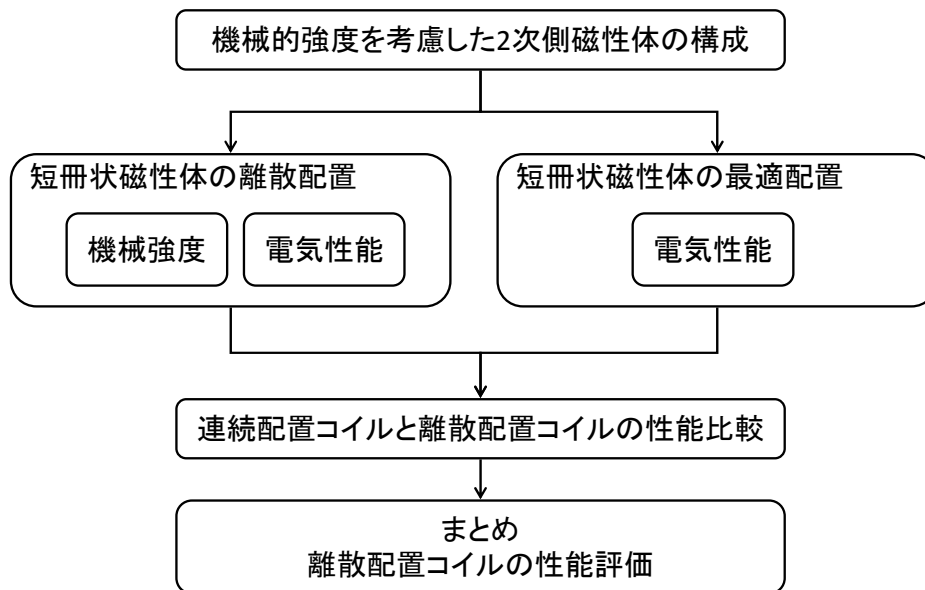 機械的強度を考慮した2次側磁性体の構成
短冊状磁性体の離散配置
機械強度
電気性能
短冊状磁性体の最適配置
電気性能
連続配置コイルと離散配置コイルの性能比較
まとめ
離散配置コイルの性能評価